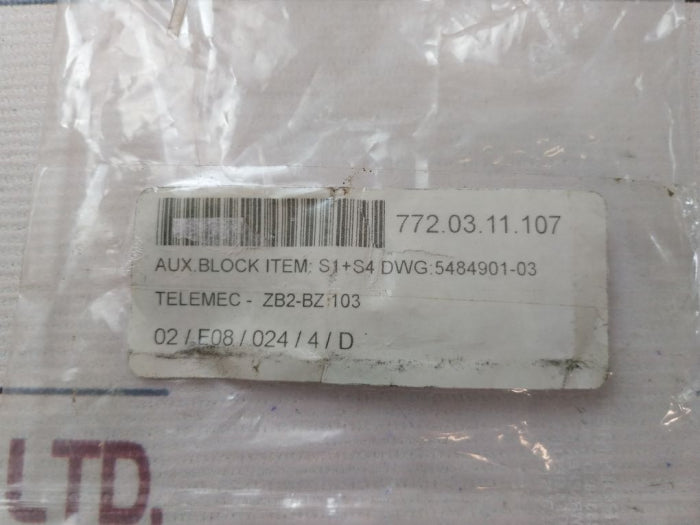 772.03.11.107
AUX.BLOCK ITEM: S1+S4 DWG:5484901-03
TELEMEC - ZB2-BZ 103
02 / E08 / 024 / 4 / D
LTD.